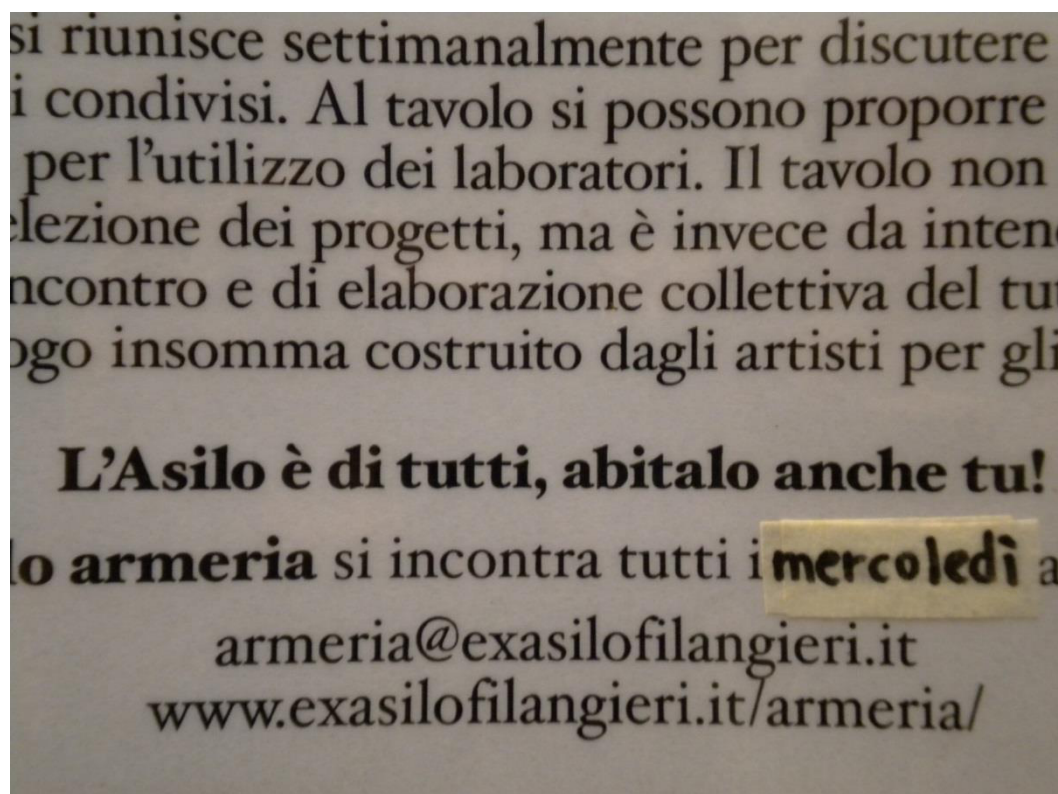 si riunisce settimanalmente per discutere
i condivisi. Al tavolo si possono proporre
per l'utilizzo dei laboratori. Il tavolo non
elezione dei progetti, ma è invece da inten
ncontro e di elaborazione collettiva del tu
ogo insomma costruito dagli artisti per gli
L'Asilo è di tutti, abitalo anche tu!
lo armeria si incontra tutti i mercoledì a
armeria@exasilofilangieri.it
www.exasilofilangieri.it/armeria/